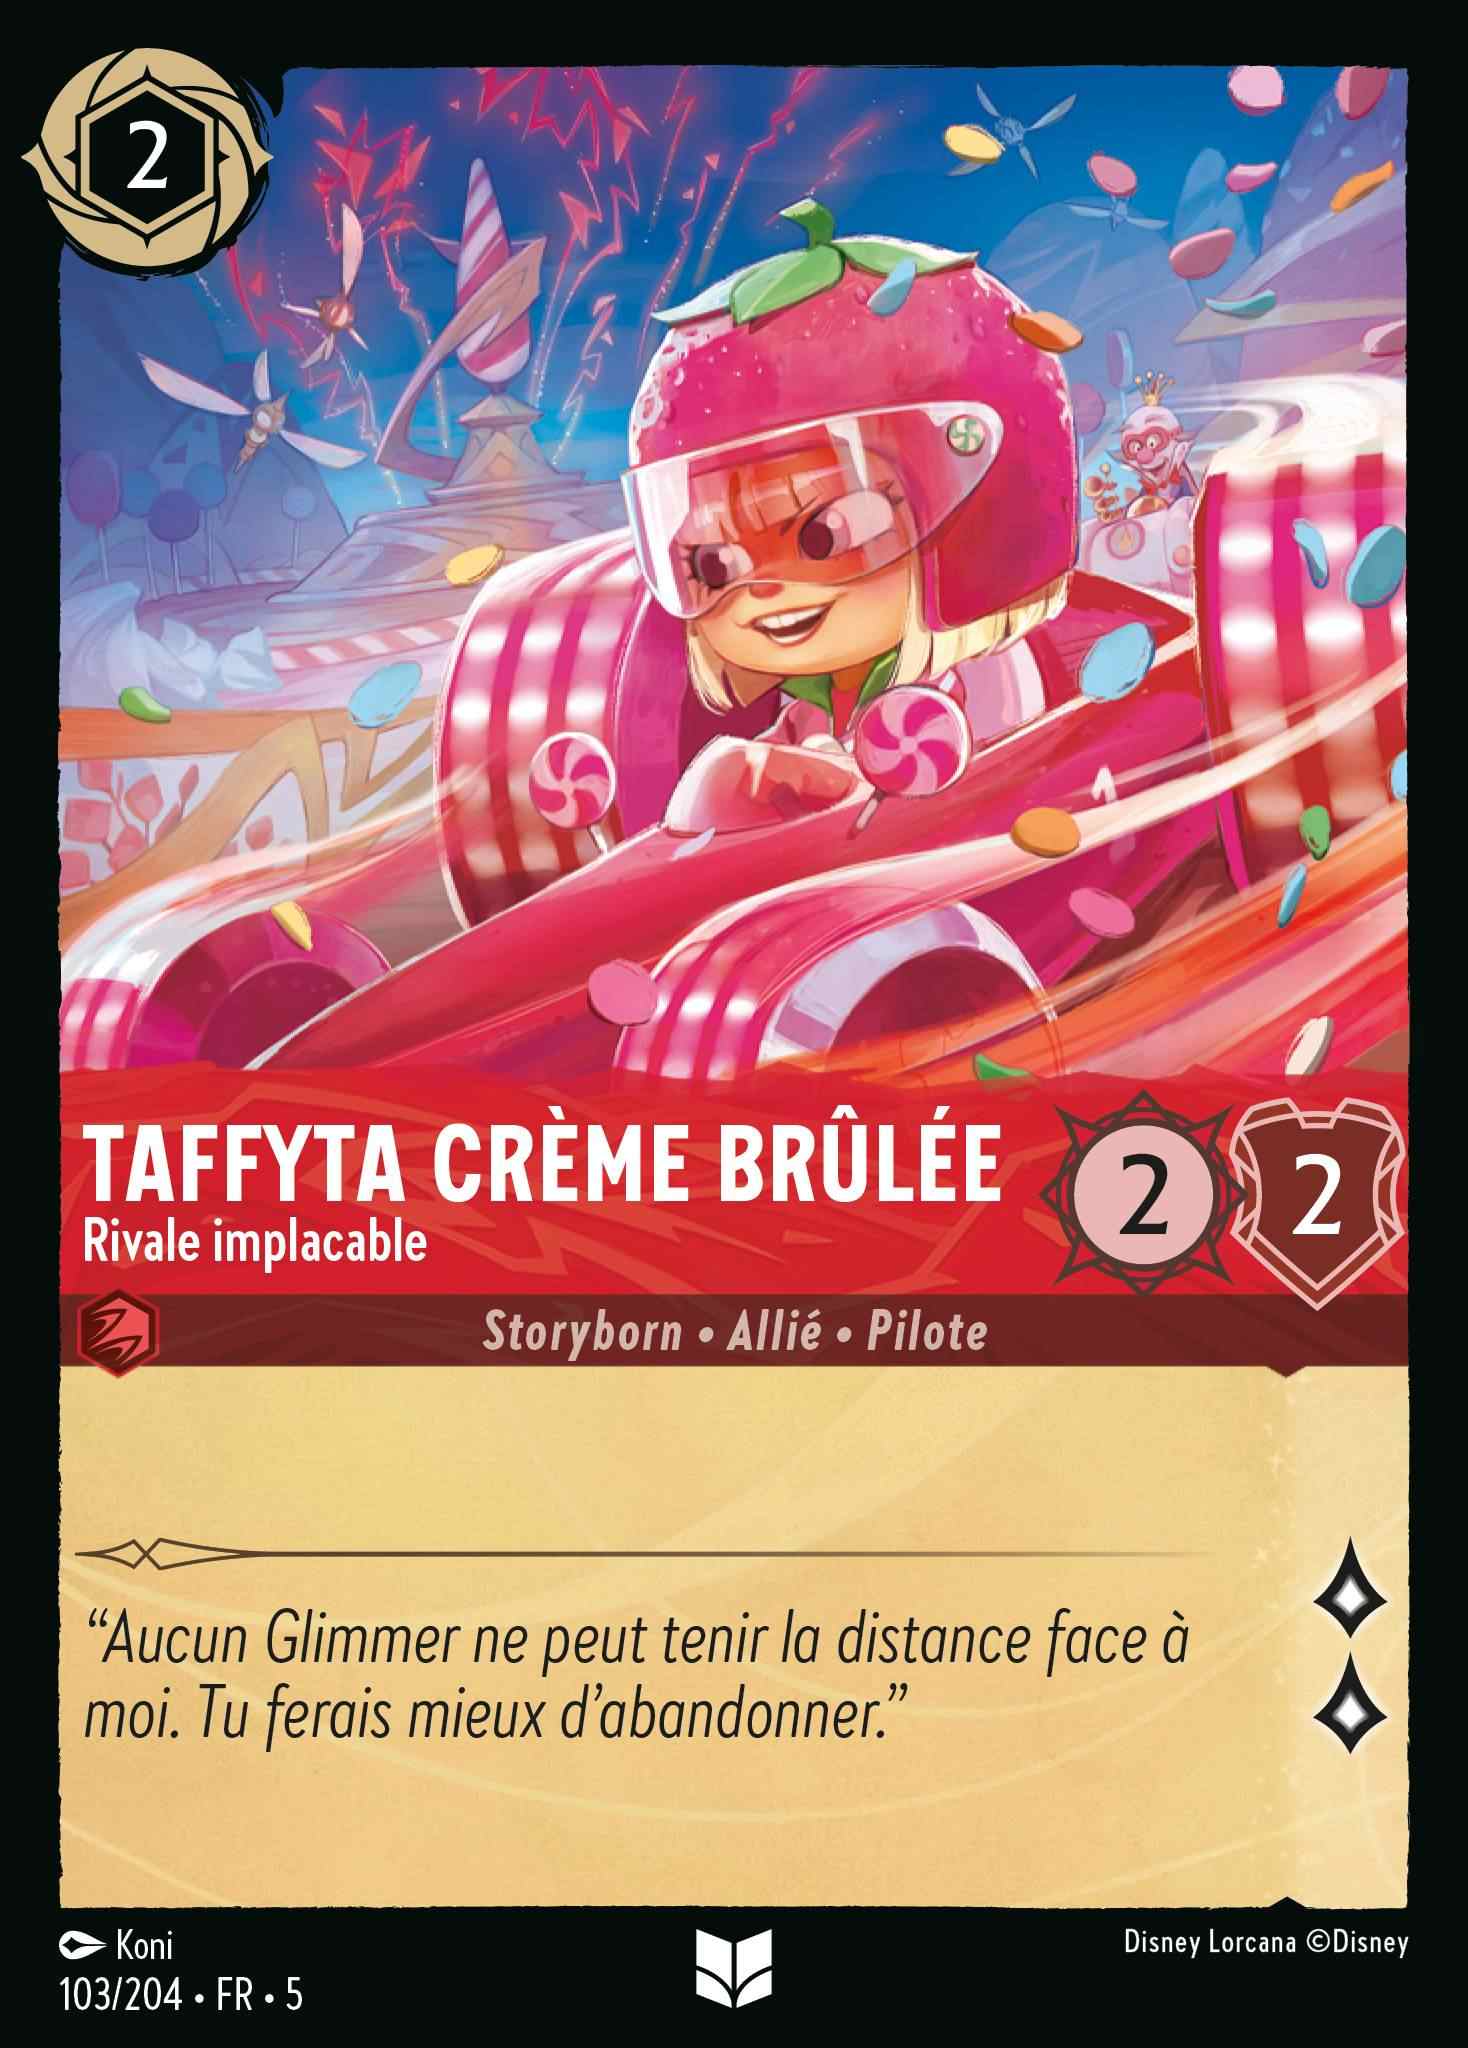 2
TAFFYTA CRÈME BRÛLÉE
2
2
Rivale implacable
Storyborn • Allié • Pilote
“Aucun Glimmer ne peut tenir la distance face à
moi. Tu ferais mieux d’abandonner.”
Koni
Disney Lorcana ©Disney
103/204 • FR • 5